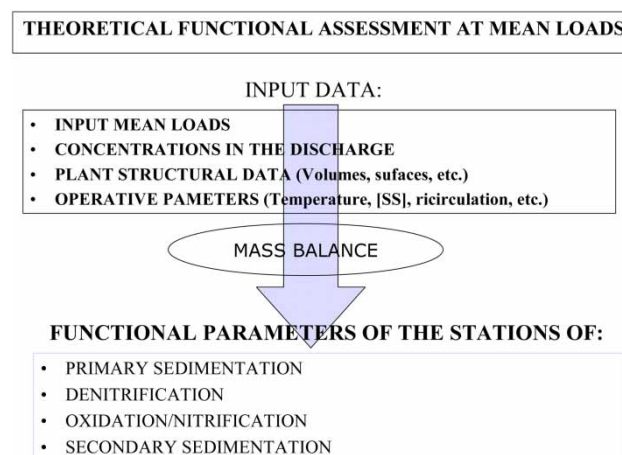 THEORETICAL FUNCTIONAL ASSESSMENT AT MEAN LOADS
INPUT DATA:
• INPUT MEAN LOADS
• CONCENTRATIONS IN THE DISCHARGE
• PLANT STRUCTURAL DATA (Volumes, sufaces, etc.)
• OPERATIVE PAMETERS (Temperature, [SS], ricirculation, etc.)
MASS BALANCE
FUNCTIONAL PARAMETERS OF THE STATIONS OF:
• PRIMARY SEDIMENTATION
• DENITRIFICATION
• OXIDATION/NITRIFICATION
• SECONDARY SEDIMENTATION